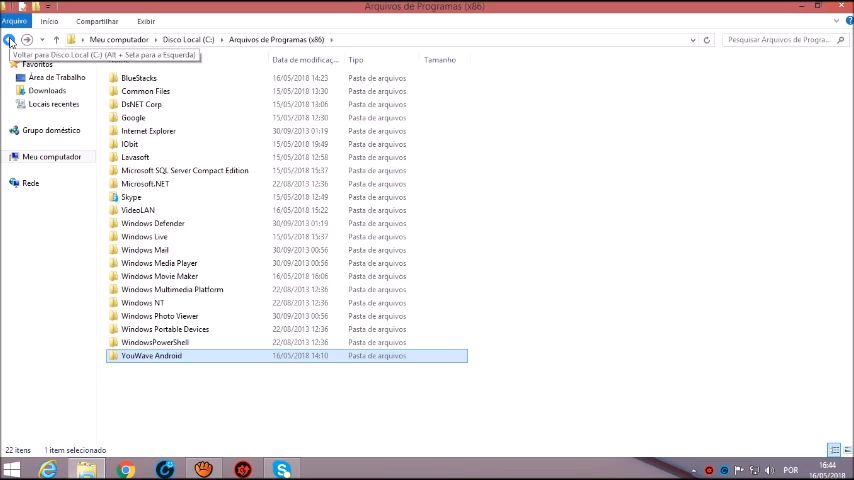 Arquivos de Programas (x86)
Arquivo Início Compartilhar Exibir
Meu computador Disco Local (C:) Arquivos de Programas (x86) Pesquisar Arquivos de Progra...
Voltar para Disco Local (C:) (Alt + Seta para a Esquerda)
Data de modificaç... Tipo Tamanho
Favoritos
Área de Trabalho
Downloads
Locais recentes
Grupo doméstico
Meu computador
Rede
BlueStacks 16/05/2018 14:23 Pasta de arquivos
Common Files 15/05/2018 13:30 Pasta de arquivos
DsNET Corp 15/05/2018 13:06 Pasta de arquivos
Google 15/05/2018 12:30 Pasta de arquivos
Internet Explorer 30/09/2013 01:19 Pasta de arquivos
IObit 15/05/2018 19:49 Pasta de arquivos
Lavasoft 15/05/2018 12:58 Pasta de arquivos
Microsoft SQL Server Compact Edition 15/05/2018 15:37 Pasta de arquivos
Microsoft.NET 22/08/2013 12:36 Pasta de arquivos
Skype 15/05/2018 12:49 Pasta de arquivos
VideoLAN 16/05/2018 15:22 Pasta de arquivos
Windows Defender 30/09/2013 01:19 Pasta de arquivos
Windows Live 15/05/2018 15:37 Pasta de arquivos
Windows Mail 30/09/2013 00:56 Pasta de arquivos
Windows Media Player 30/09/2013 00:56 Pasta de arquivos
Windows Movie Maker 16/05/2018 16:06 Pasta de arquivos
Windows Multimedia Platform 22/08/2013 12:36 Pasta de arquivos
Windows NT 22/08/2013 12:36 Pasta de arquivos
Windows Photo Viewer 30/09/2013 00:56 Pasta de arquivos
Windows Portable Devices 22/08/2013 12:36 Pasta de arquivos
WindowsPowerShell 22/08/2013 12:36 Pasta de arquivos
YouWave Android 16/05/2018 14:10 Pasta de arquivos
22 itens 1 item selecionado
POR 16:44
16/05/2018